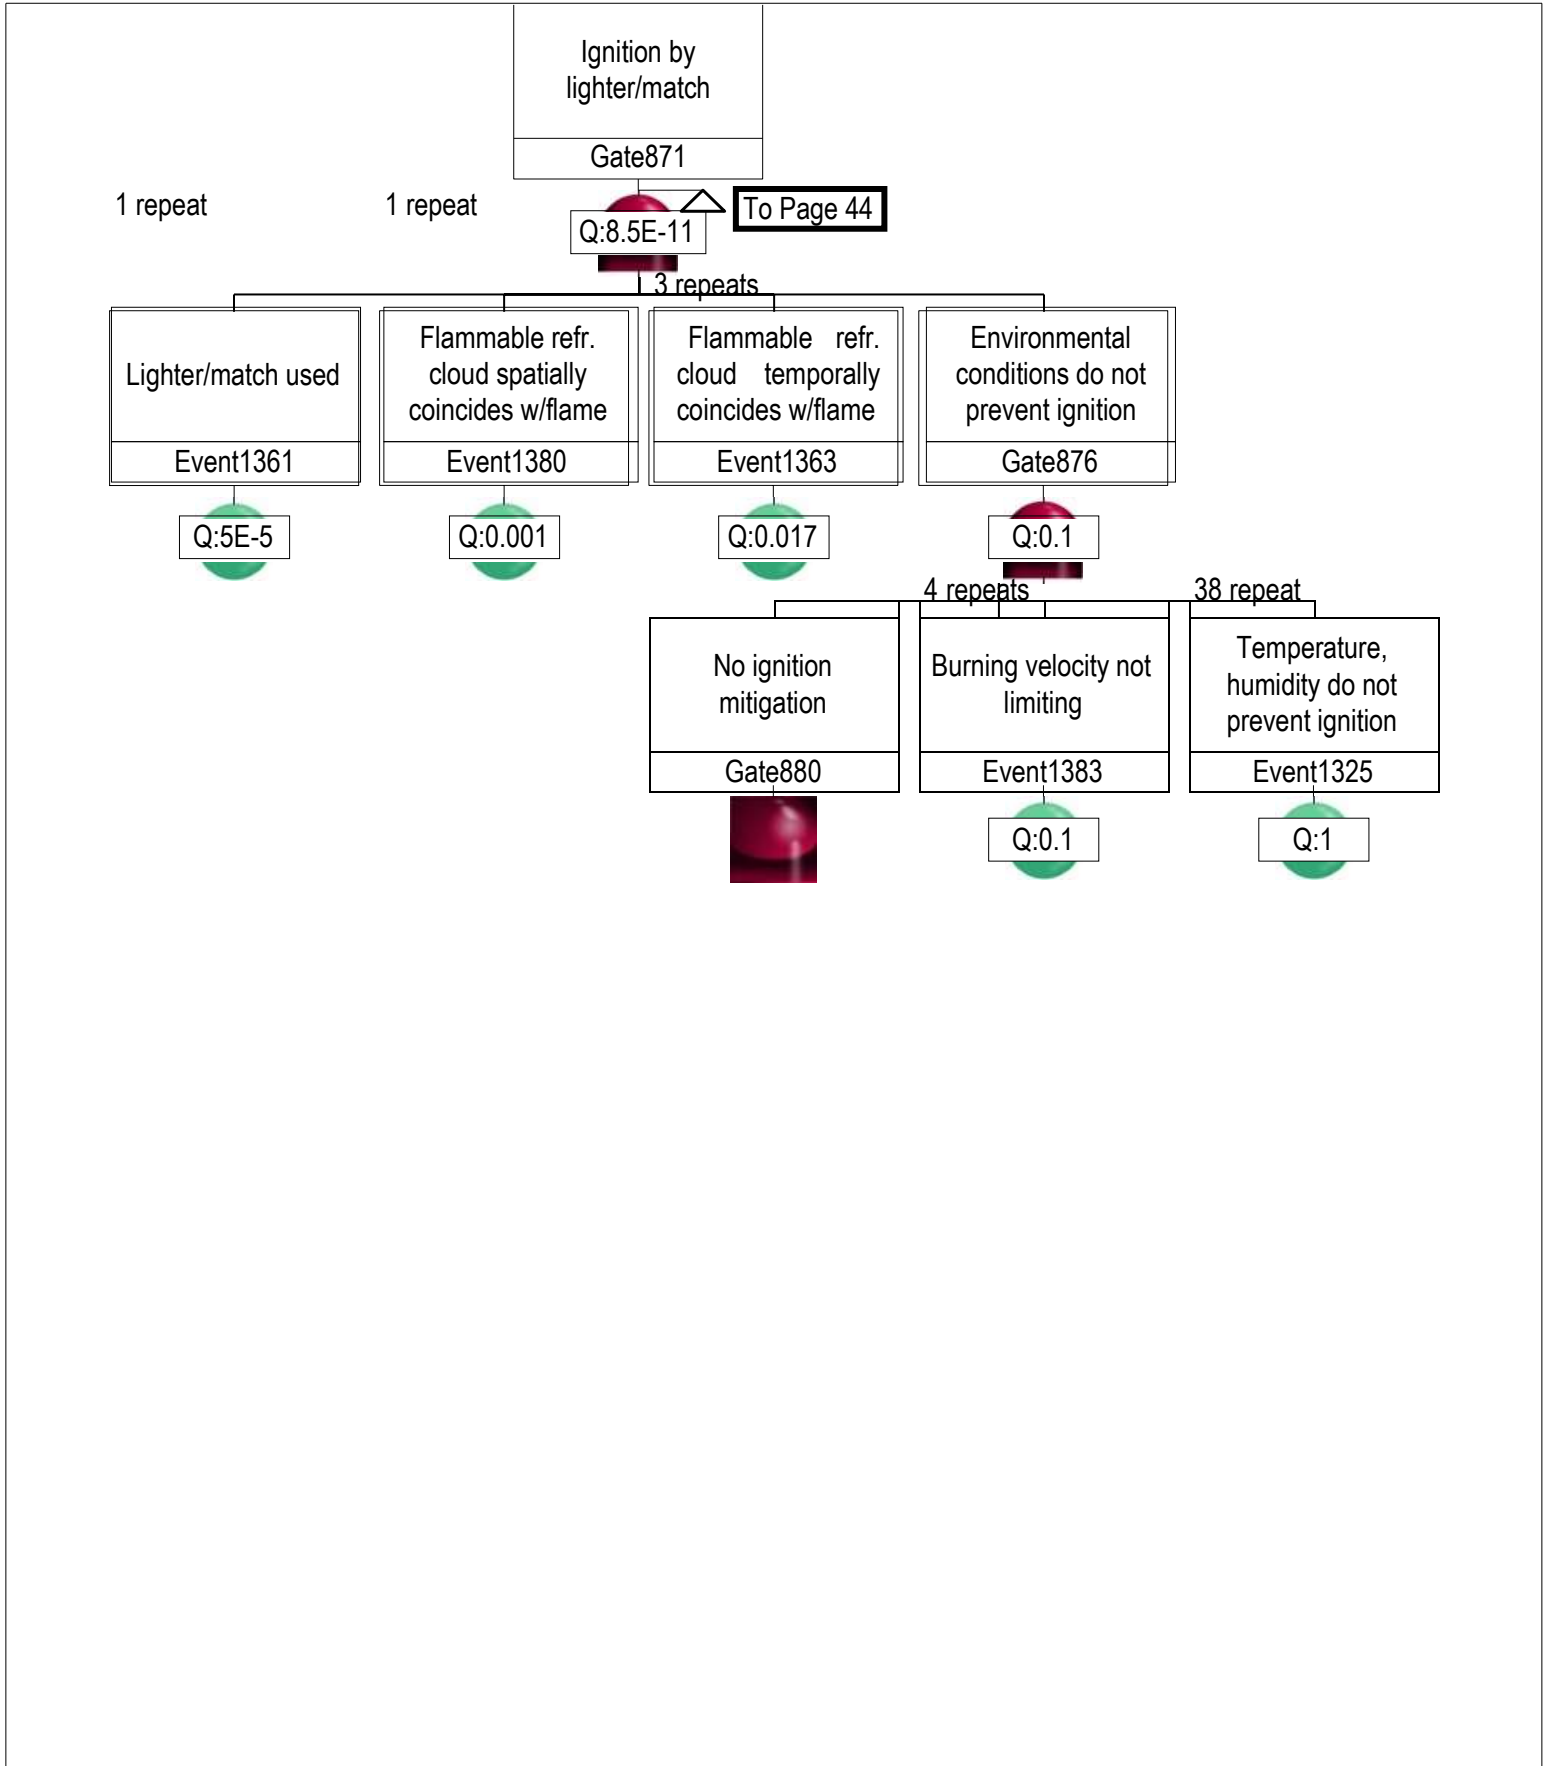 Ignition by
lighter/match
Gate871
1 repeat
1 repeat
To Page 44
Q:8.5E-11
3 repeats
Lighter/match used
Event1361
Q:5E-5
Flammable refr.
cloud spatially
coincides w/flame
Event1380
Q:0.001
Flammable refr.
cloud temporally
coincides w/flame
Event1363
Q:0.017
Environmental
conditions do not
prevent ignition
Gate876
Q:0.1
4 repeats
38 repeat
No ignition
mitigation
Gate880
Burning velocity not
limiting
Event1383
Q:0.1
Temperature,
humidity do not
prevent ignition
Event1325
Q:1